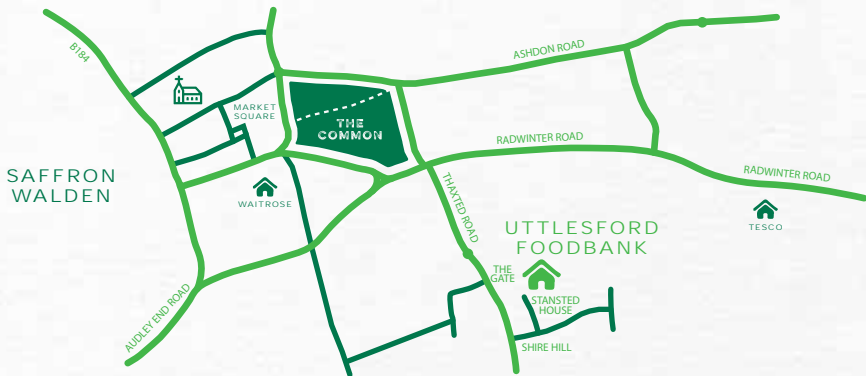 B184
ASHDON ROAD
MARKET
SQUARE
THE
COMMON
RADWINTER ROAD
RADWINTER ROAD
SAFFRON
WALDEN
WAITROSE
THAXTED ROAD
TESCO
UTTLESFORD
FOODBANK
THE
GATE
STANSTED
HOUSE
AUDLEY END ROAD
SHIRE HILL